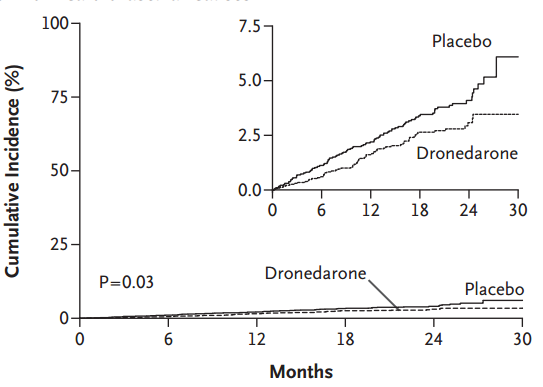 100
75
50
25
0
Cumulative Incidence (%)
7.5
5.0
2.5
0.0
Placebo
Dronedarone
0 6 12 18 24 30
P=0.03
Dronedarone
Placebo
0 6 12 18 24 30
Months